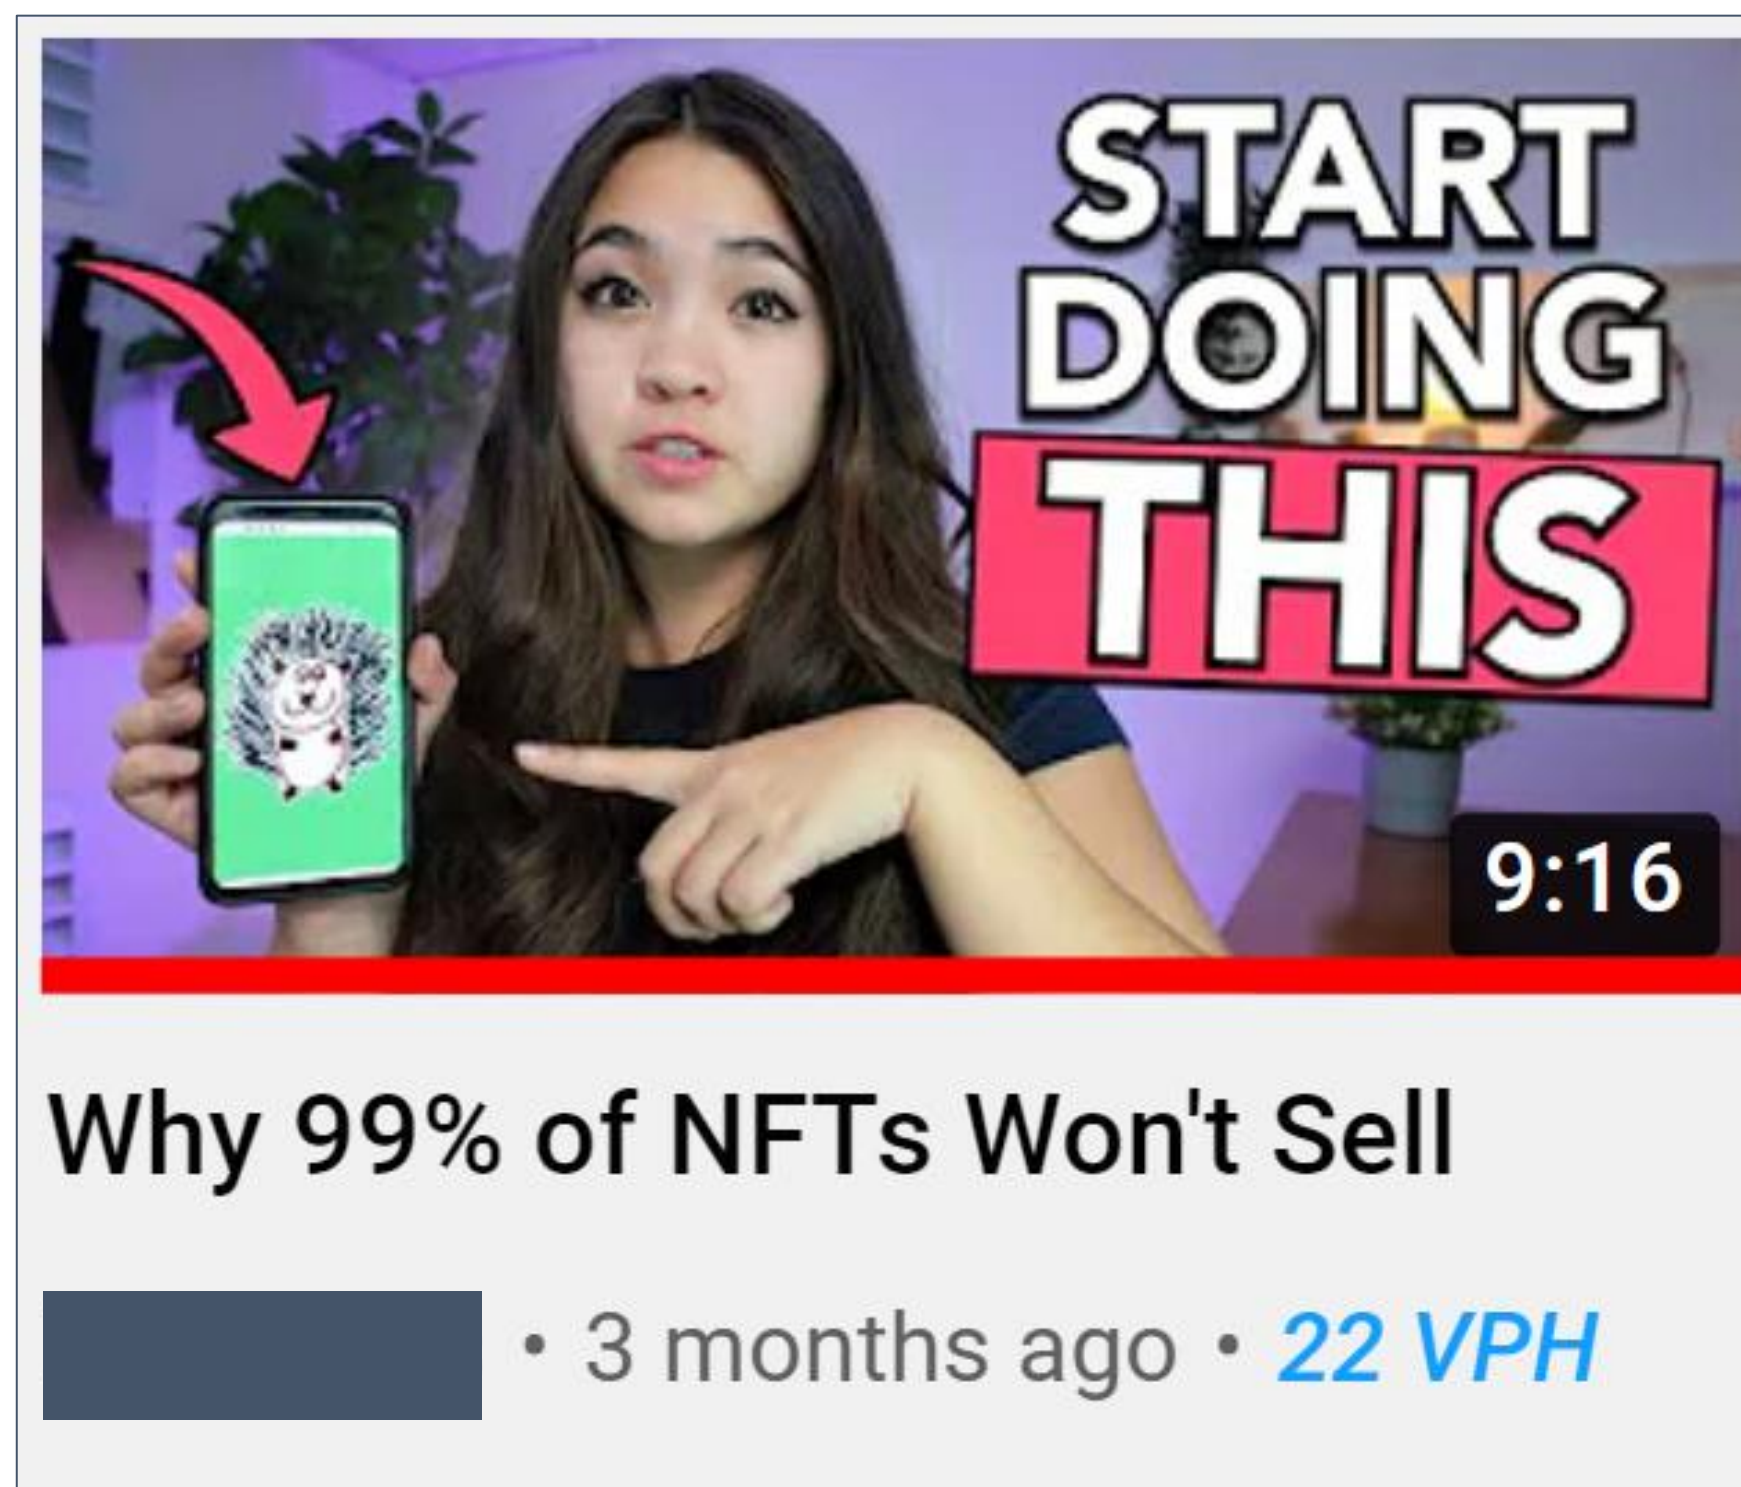 START
DOING
THIS
9:16
Why 99% of NFTs Won't Sell
• 3 months ago • 22 VPH